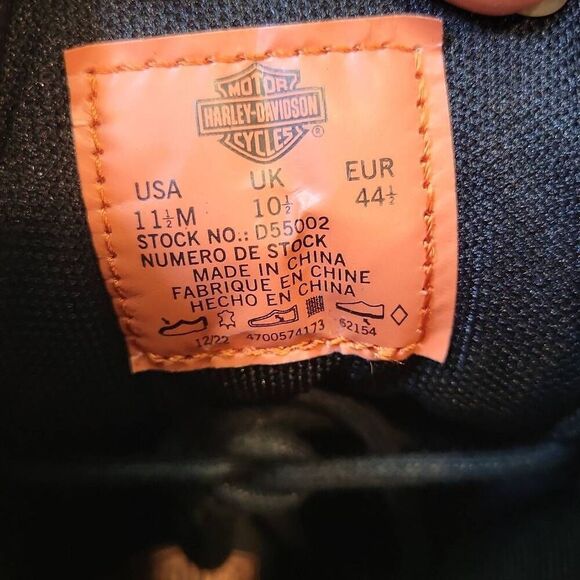 MOTOR
HARLEY-DAVIDSON
CYCLES ®
USA UK EUR
11½M 10½ 44½
STOCK NO.: D55002
NUMERO DE STOCK
MADE IN CHINA
FABRIQUE EN CHINE
HECHO EN CHINA
12/22 4700574173 62154